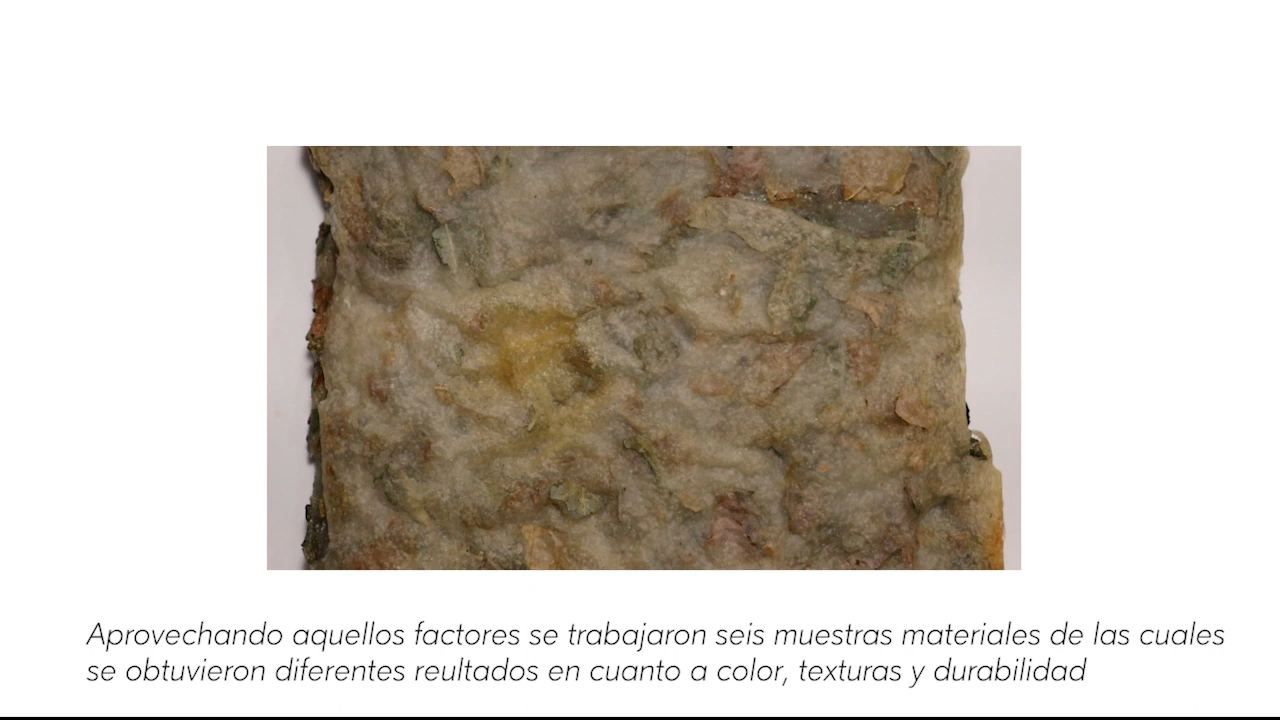 Aprovechando aquellos factores se trabajaron seis muestras materiales de las cuales
se obtuvieron diferentes reultados en cuanto a color, texturas y durabilidad